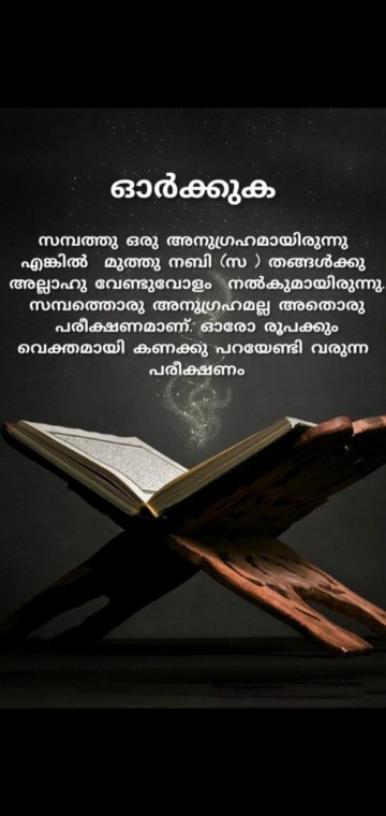 ഓർക്കുക
സമ്പത്തു ഒരു അനുഗ്രഹമായിരുന്നു
എങ്കിൽ മുത്തു നബി (സ ) തങ്ങൾക്കു
അല്ലാഹു വേണ്ടുവോളം നൽകുമായിരുന്നു.
സമ്പത്തൊരു അനുഗ്രഹമല്ല അതൊരു
പരീക്ഷണമാണ്. ഓരോ രൂപക്കും
വെക്തമായി കണക്കു പറയേണ്ടി വരുന്ന
പരീക്ഷണം